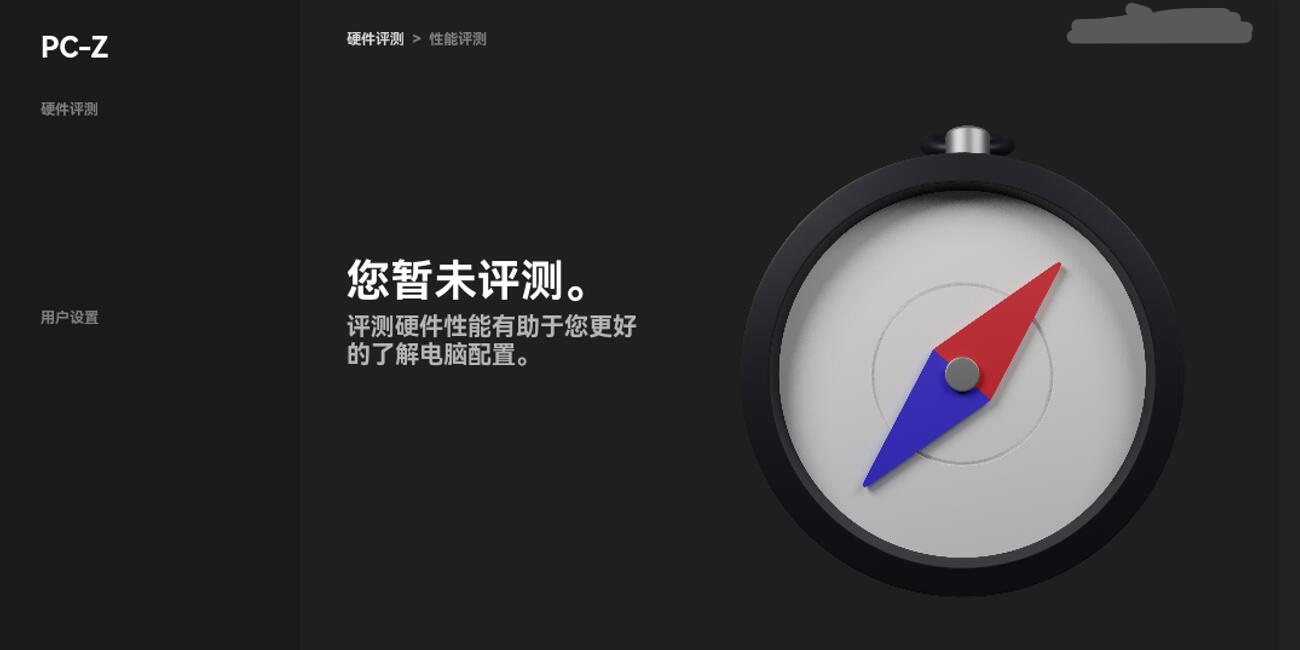 PC-Z
硬件评测 > 性能评测
硬件评测
用户设置
您暂未评测。
评测硬件性能有助于您更好
的了解电脑配置。